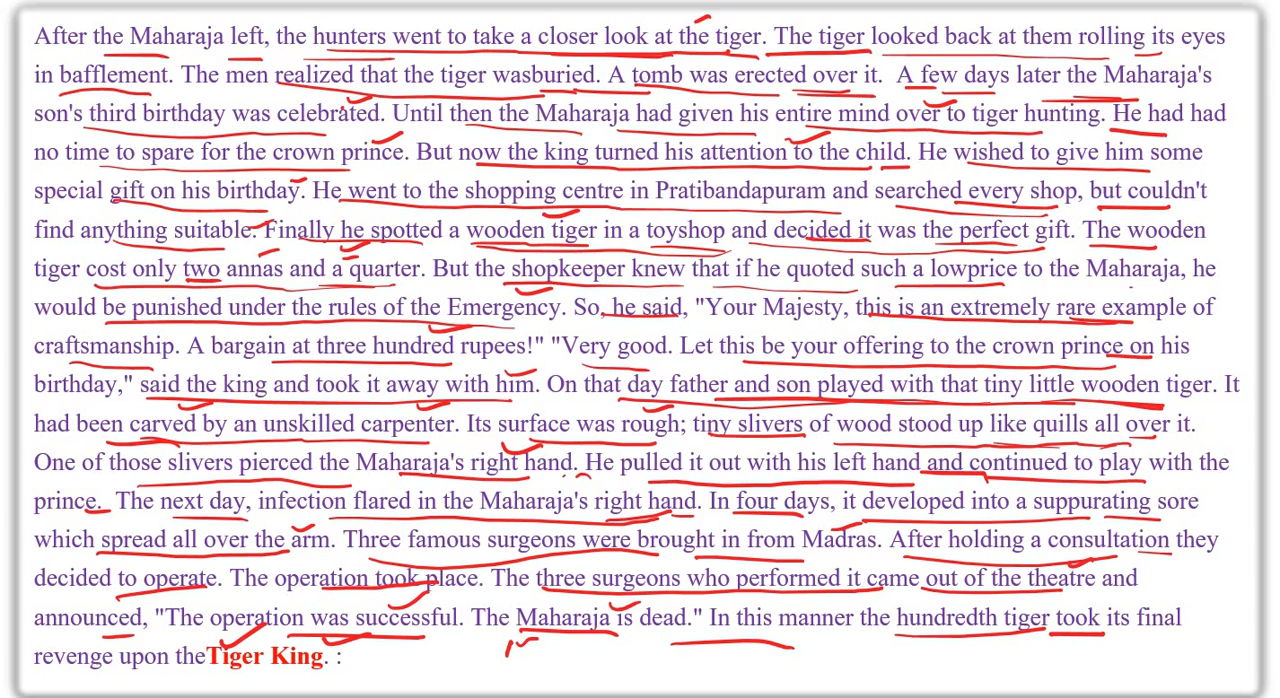 After the Maharaja left, the hunters went to take a closer look at the tiger. The tiger looked back at them rolling its eyes
in bafflement. The men realized that the tiger wasburied. A tomb was erected over it. A few days later the Maharaja's
son's third birthday was celebrated. Until then the Maharaja had given his entire mind over to tiger hunting. He had had
no time to spare for the crown prince. But now the king turned his attention to the child. He wished to give him some
special gift on his birthday. He went to the shopping centre in Pratibandapuram and searched every shop, but couldn't
find anything suitable. Finally he spotted a wooden tiger in a toyshop and decided it was the perfect gift. The wooden
tiger cost only two annas and a quarter. But the shopkeeper knew that if he quoted such a lowprice to the Maharaja, he
would be punished under the rules of the Emergency. So, he said, "Your Majesty, this is an extremely rare example of
craftsmanship. A bargain at three hundred rupees!" "Very good. Let this be your offering to the crown prince on his
birthday," said the king and took it away with him. On that day father and son played with that tiny little wooden tiger. It
had been carved by an unskilled carpenter. Its surface was rough; tiny slivers of wood stood up like quills all over it.
One of those slivers pierced the Maharaja's right hand. He pulled it out with his left hand and continued to play with the
prince. The next day, infection flared in the Maharaja's right hand. In four days, it developed into a suppurating sore
which spread all over the arm. Three famous surgeons were brought in from Madras. After holding a consultation they
decided to operate. The operation took place. The three surgeons who performed it came out of the theatre and
announced, "The operation was successful. The Maharaja is dead." In this manner the hundredth tiger took its final
revenge upon theTiger King. :